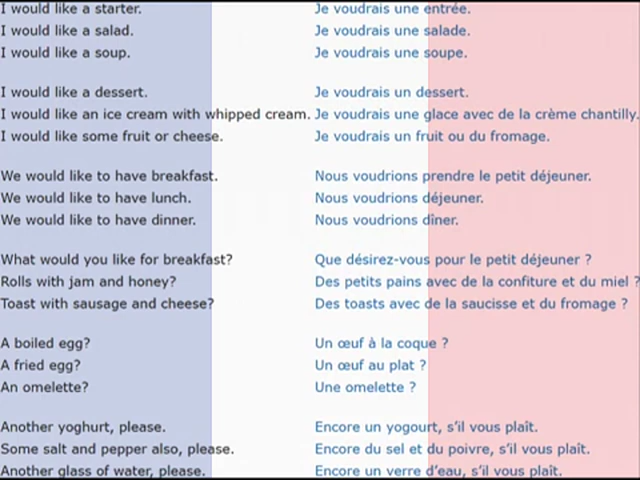 I would like a starter. Je voudrais une entrée.
I would like a salad. Je voudrais une salade.
I would like a soup. Je voudrais une soupe.
I would like a dessert. Je voudrais un dessert.
I would like an ice cream with whipped cream. Je voudrais une glace avec de la crème chantilly.
I would like some fruit or cheese. Je voudrais un fruit ou du fromage.
We would like to have breakfast. Nous voudrions prendre le petit déjeuner.
We would like to have lunch. Nous voudrions déjeuner.
We would like to have dinner. Nous voudrions dîner.
What would you like for breakfast? Que désirez-vous pour le petit déjeuner ?
Rolls with jam and honey? Des petits pains avec de la confiture et du miel ?
Toast with sausage and cheese? Des toasts avec de la saucisse et du fromage ?
A boiled egg? Un œuf à la coque ?
A fried egg? Un œuf au plat ?
An omelette? Une omelette ?
Another yoghurt, please. Encore un yogourt, s’il vous plaît.
Some salt and pepper also, please. Encore du sel et du poivre, s’il vous plaît.
Another glass of water, please. Encore un verre d’eau, s’il vous plaît.